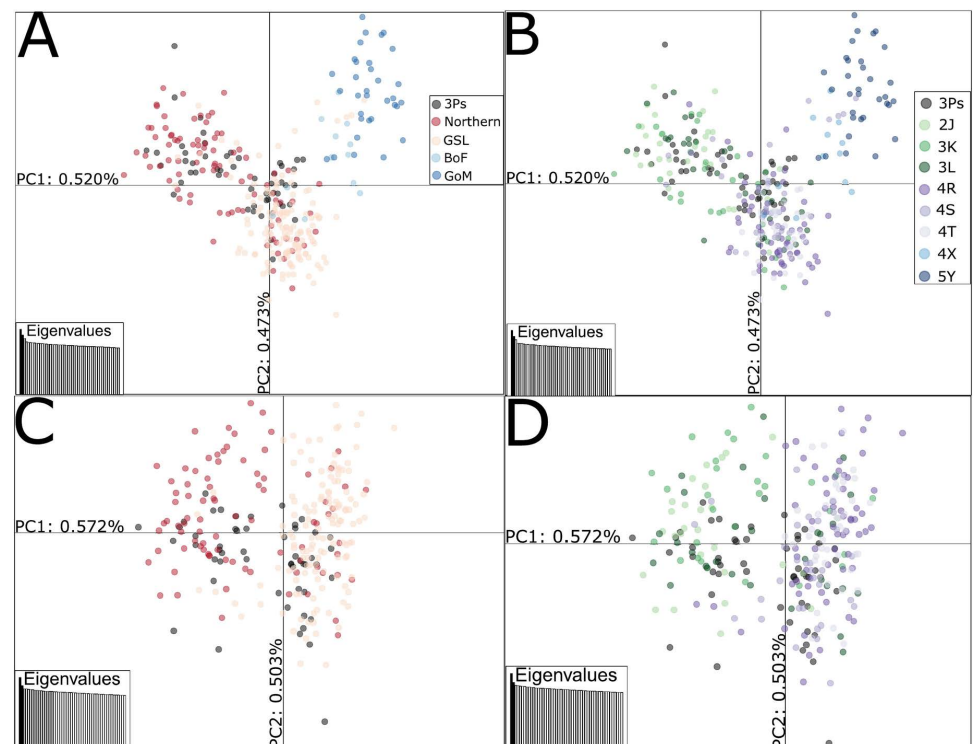 A
3Ps
Northern
GSL
BoF
GoM
PC1: 0.520%
PC2: 0.473%
Eigenvalues
B
3Ps
2J
3K
3L
4R
4S
4T
4X
5Y
PC1: 0.520%
PC2: 0.473%
Eigenvalues
C
PC1: 0.572%
PC2: 0.503%
Eigenvalues
D
PC1: 0.572%
PC2: 0.503%
Eigenvalues